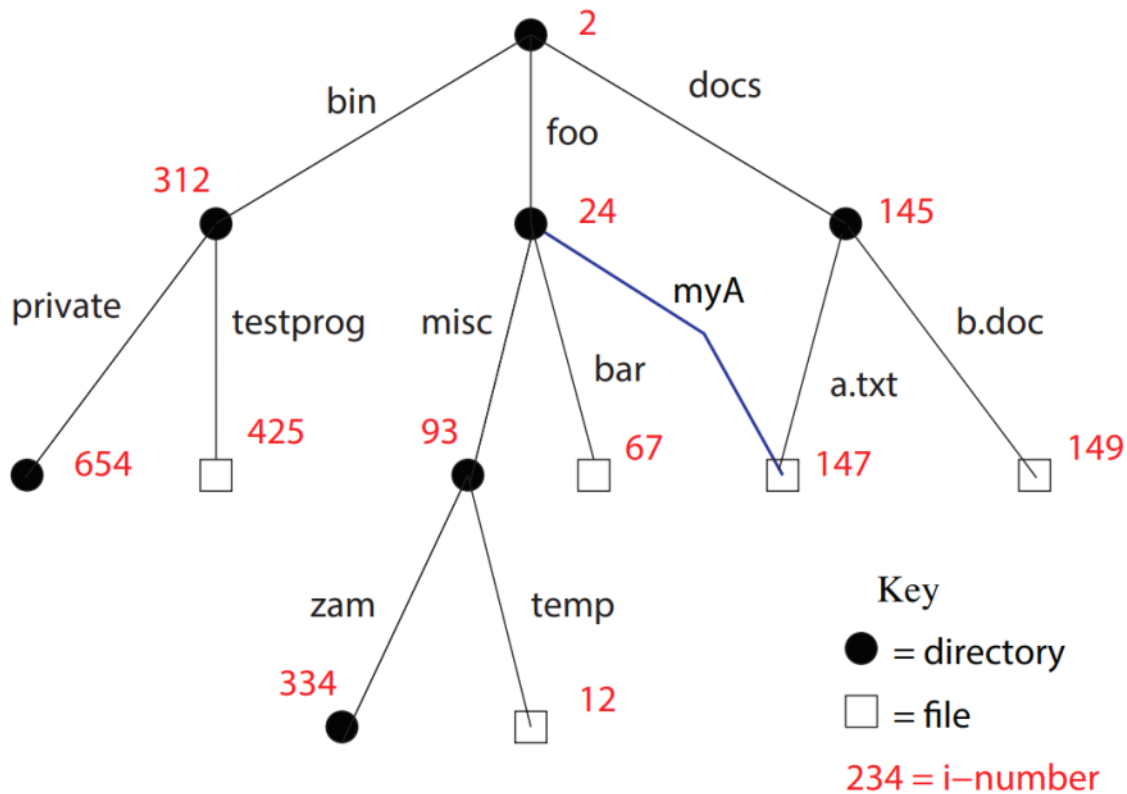 2
bin
docs
foo
312
24
145
private
testprog
misc
myA
b.doc
bar
a.txt
93
425
67
654
147
149
zam
temp
Key
= directory
334
12
= file
234 = i-number